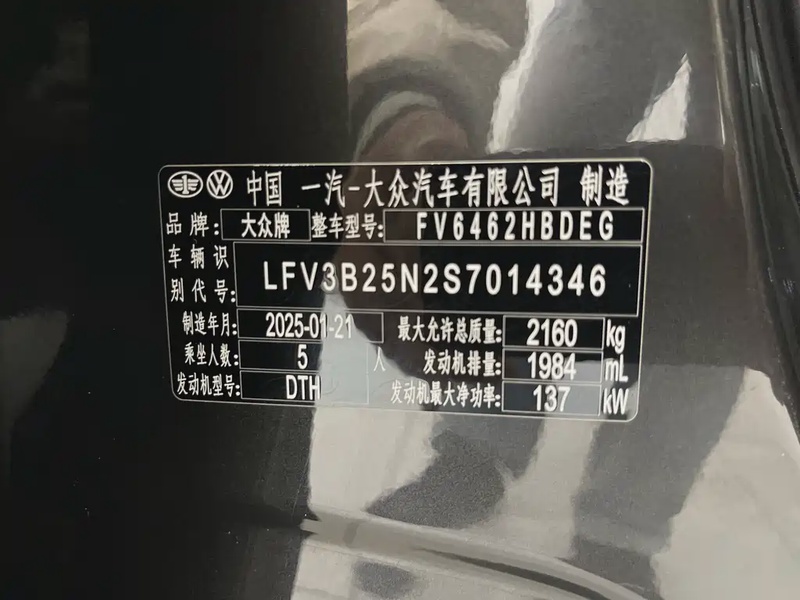 中国 一汽-大众汽车有限公司 制造
品牌: 大众牌 整车型号: FV6462HBDEG
车辆识别代号: LFV3B25N2S7014346
制造年月: 2025-01-21 最大允许总质量: 2160 kg
乘坐人数: 5 人 发动机排量: 1984 mL
发动机型号: DTH 发动机最大净功率: 137 kW